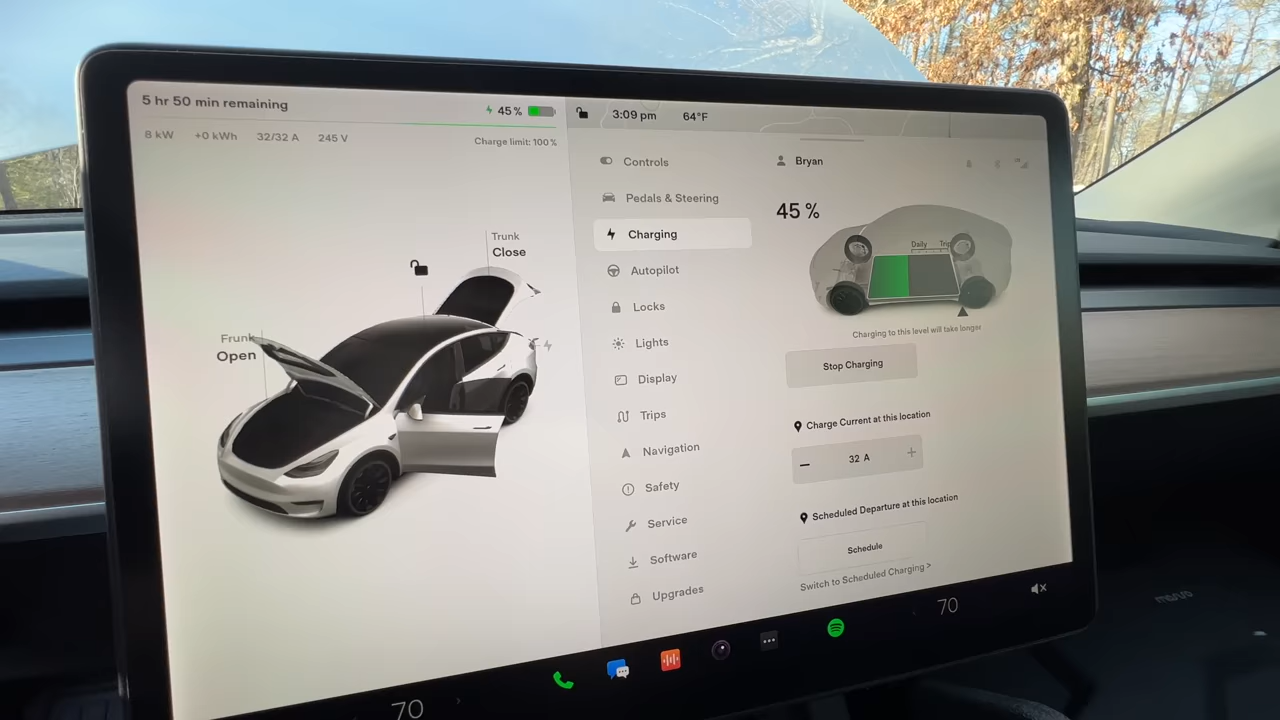 5 hr 50 min remaining
45 %
8 kW +0 kWh 32/32 A 245 V
Charge limit: 100%
Trunk
Close
Frunk
Open
3:09 pm 64°F
Controls
Pedals & Steering
Charging
Autopilot
Locks
Lights
Display
Trips
Navigation
Safety
Service
Software
Upgrades
Bryan
45 %
Daily Trip
Charging to this level will take longer
Stop Charging
Charge Current at this location
32 A
Scheduled Departure at this location
Schedule
Switch to Scheduled Charging >
70
70